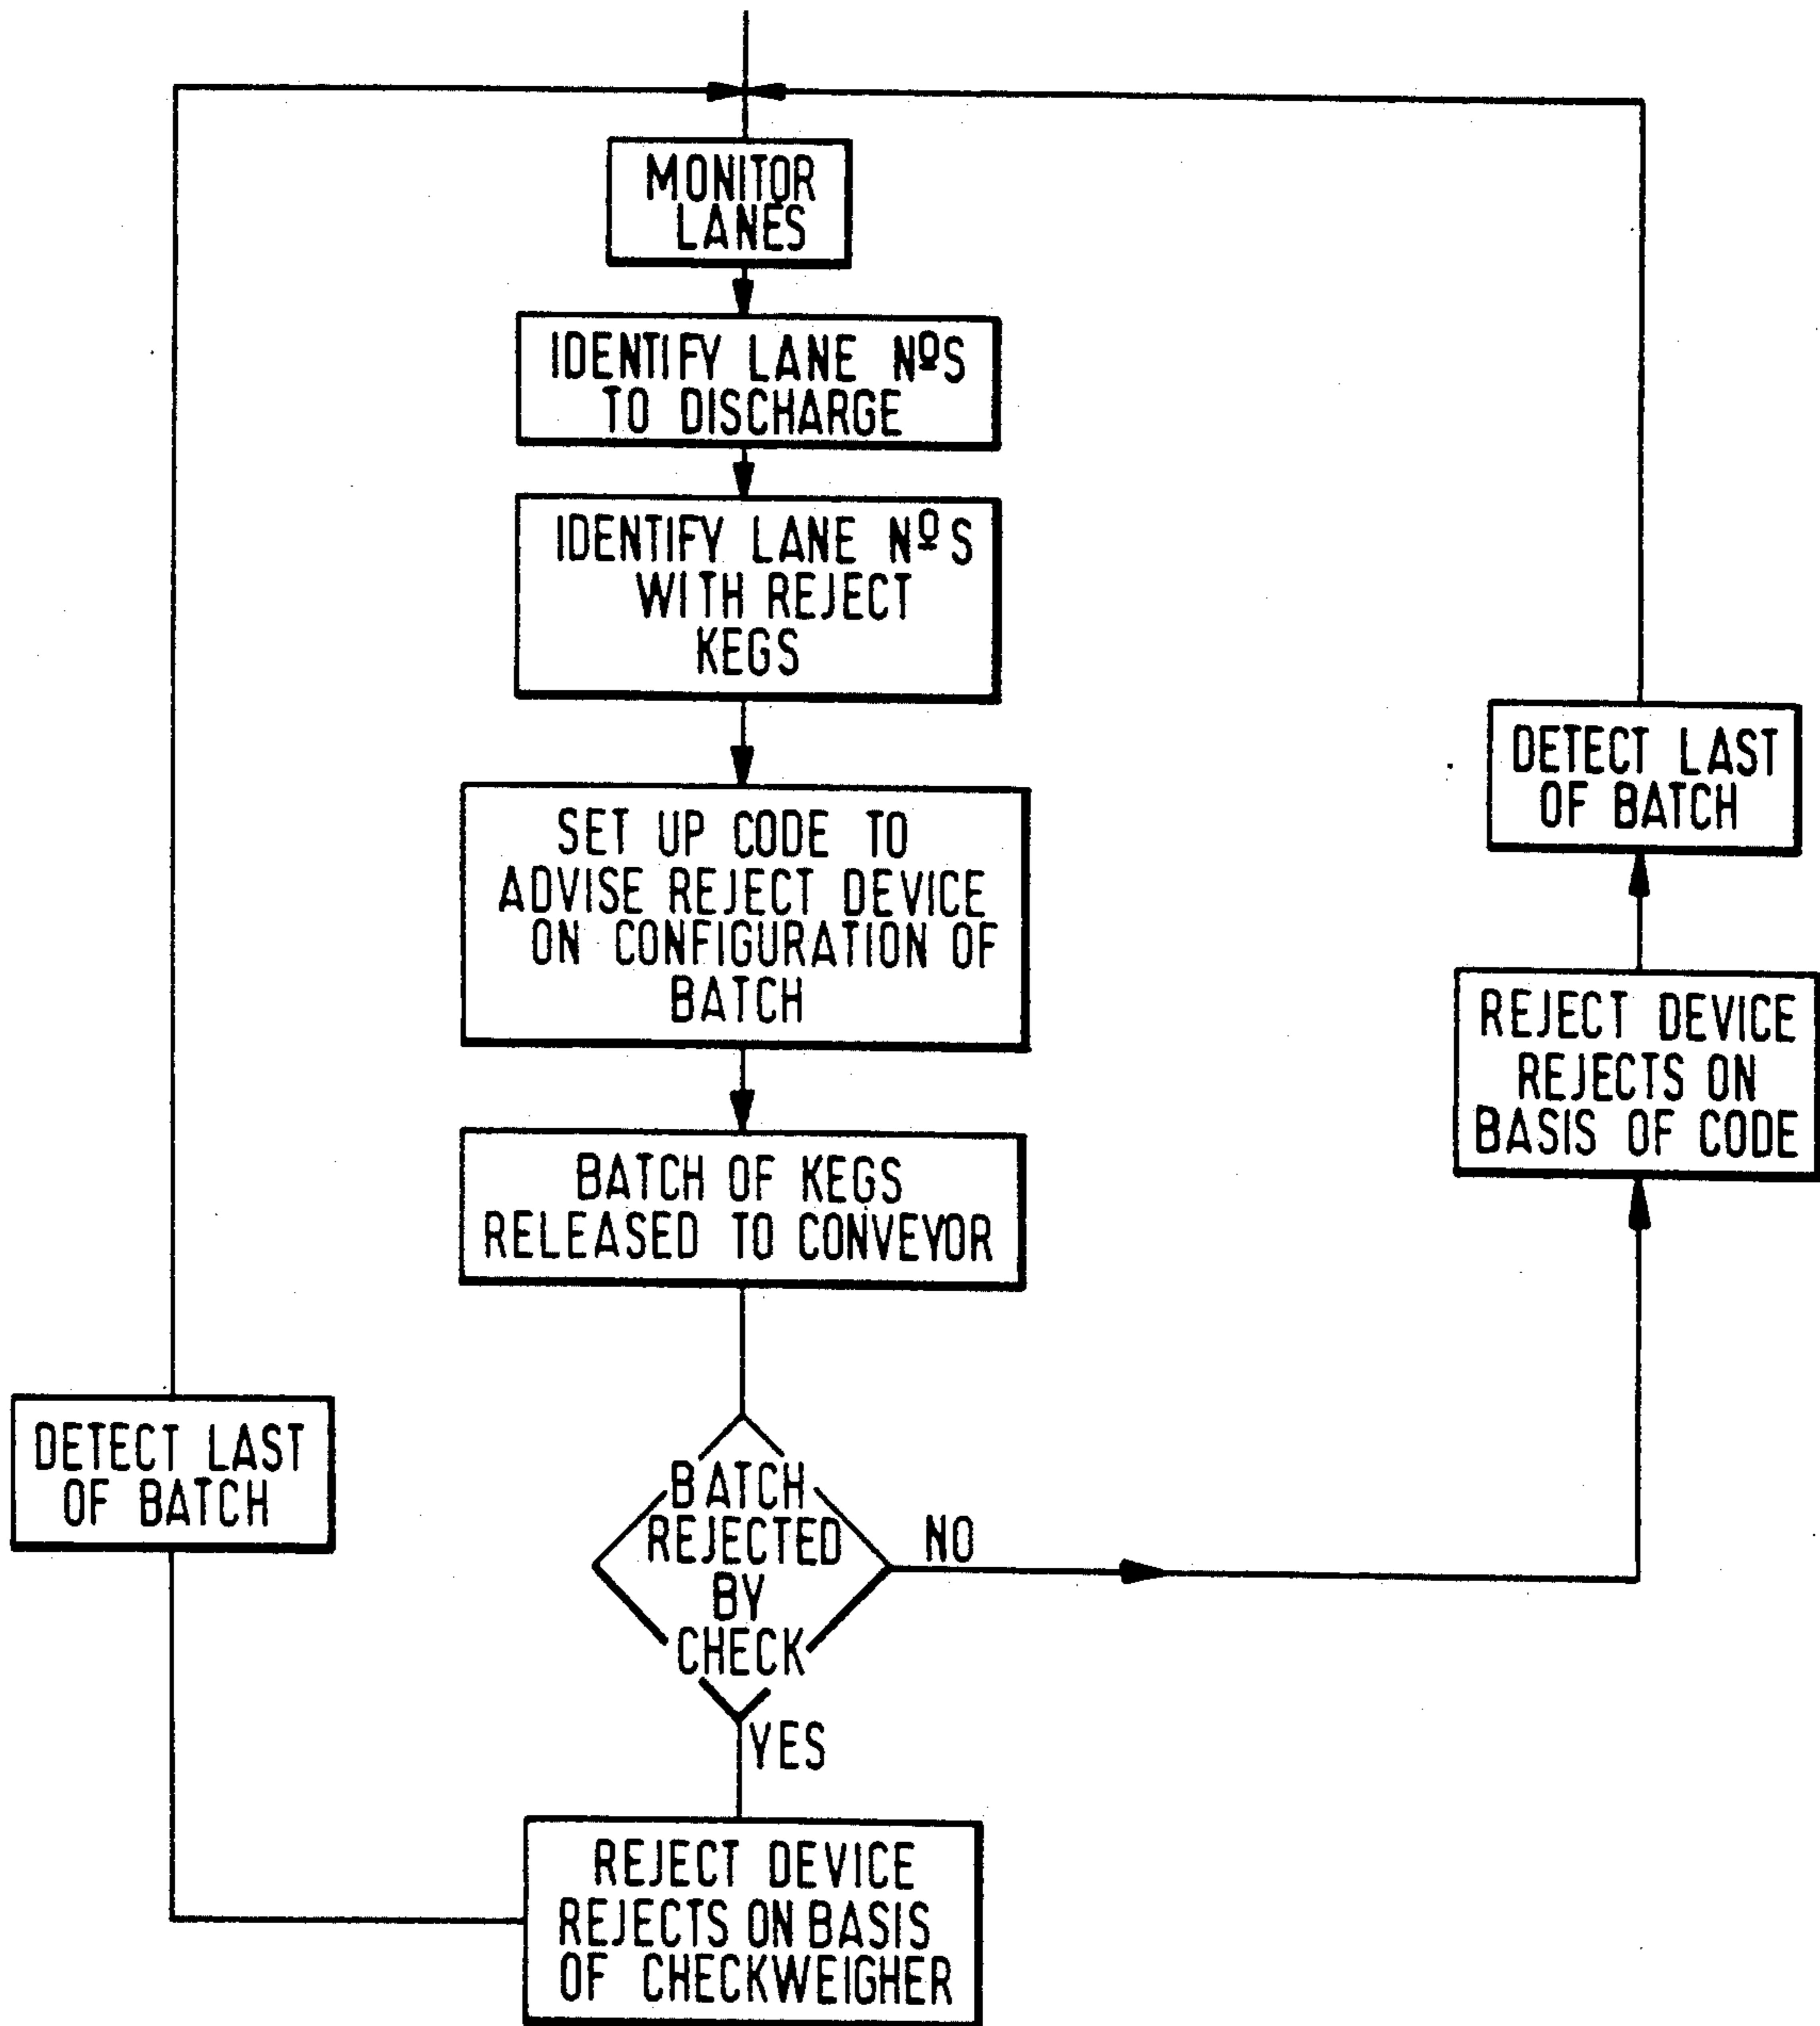 MONITOR
LANES
IDENTIFY LANE NºS
TO DISCHARGE
IDENTIFY LANE NºS
WITH REJECT
KEGS
SET UP CODE TO
ADVISE REJECT DEVICE
ON CONFIGURATION OF
BATCH
BATCH OF KEGS
RELEASED TO CONVEYOR
BATCH
REJECTED
BY
CHECK
NO
YES
REJECT DEVICE
REJECTS ON BASIS
OF CHECKWEIGHER
DETECT LAST
OF BATCH
REJECT DEVICE
REJECTS ON
BASIS OF CODE
DETECT LAST
OF BATCH